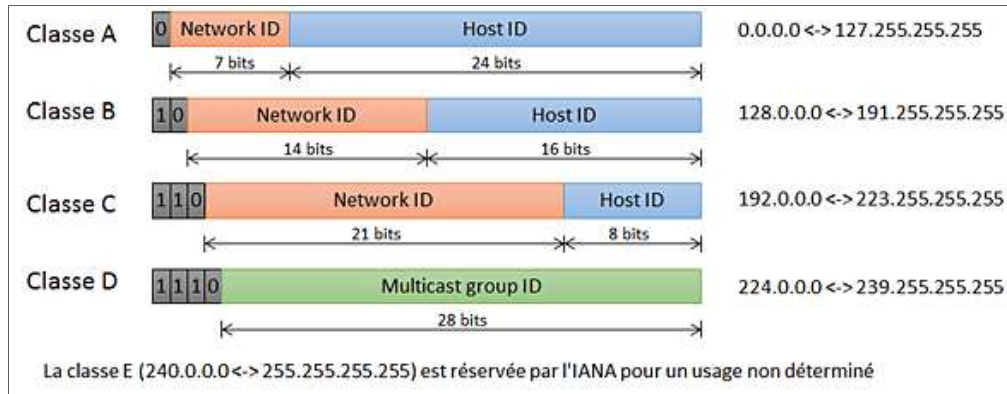 Classe A 0 Network ID Host ID 0.0.0.0 <-> 127.255.255.255
7 bits 24 bits
Classe B 1 0 Network ID Host ID 128.0.0.0 <-> 191.255.255.255
14 bits 16 bits
Classe C 1 1 0 Network ID Host ID 192.0.0.0 <-> 223.255.255.255
21 bits 8 bits
Classe D 1 1 1 0 Multicast group ID 224.0.0.0 <-> 239.255.255.255
28 bits
La classe E (240.0.0.0 <-> 255.255.255.255) est réservée par l'IANA pour un usage non déterminé